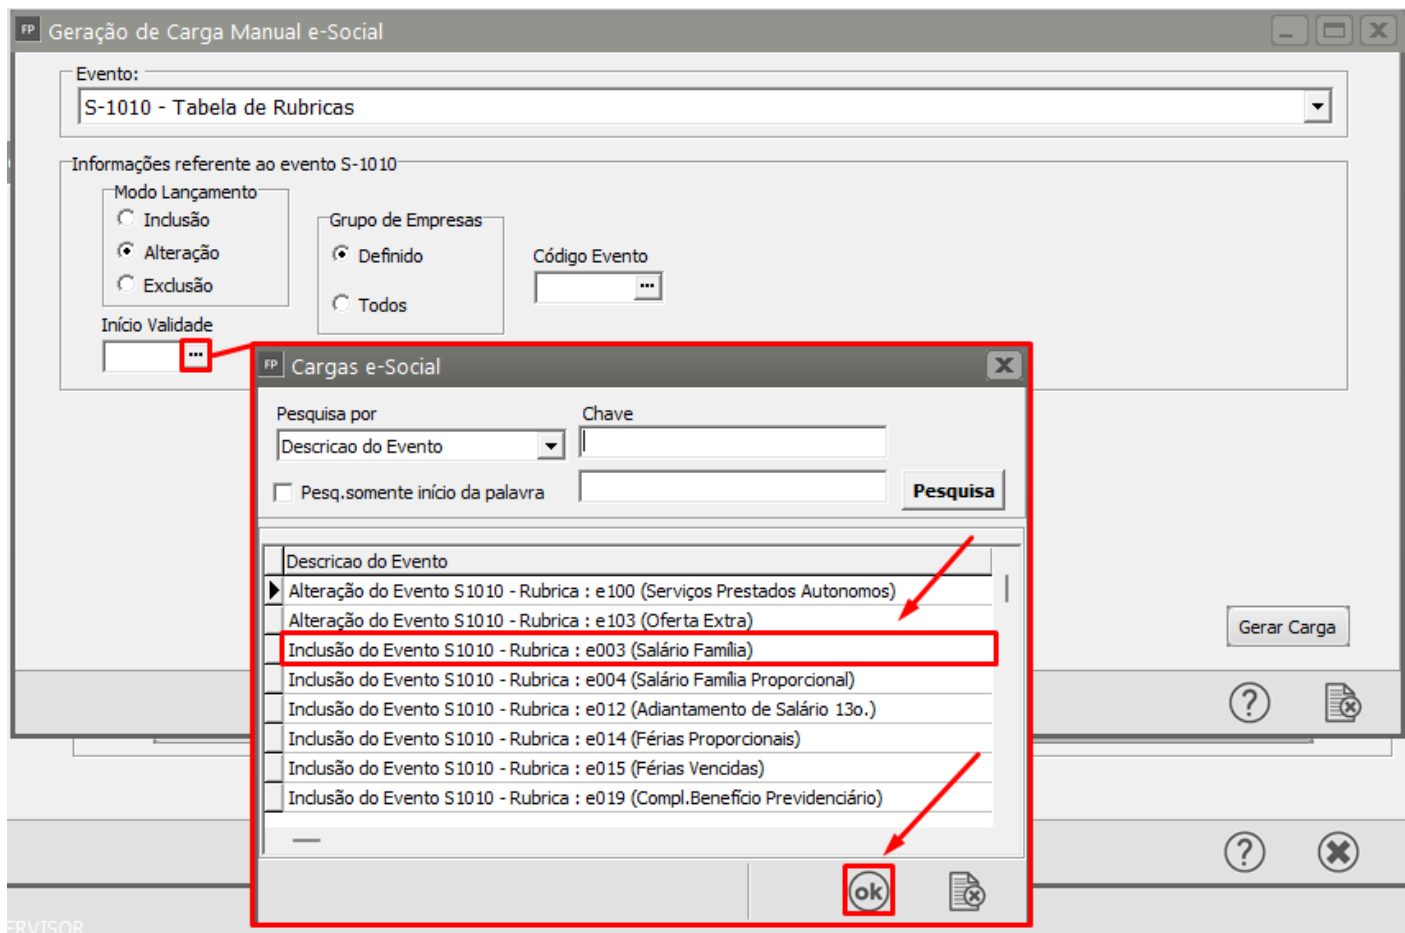 FP Geração de Carga Manual e-Social
Evento:
S-1010 - Tabela de Rubricas
Informações referente ao evento S-1010
Modo Lançamento
Inclusão
Alteração
Exclusão
Grupo de Empresas
Definido
Todos
Código Evento
...
Início Validade
...
FP Cargas e-Social
Pesquisa por
Chave
Descricao do Evento
Pesq.somente início da palavra
Pesquisa
Descricao do Evento
Alteração do Evento S1010 - Rubrica : e100 (Serviços Prestados Autonomos)
Alteração do Evento S1010 - Rubrica : e103 (Oferta Extra)
Inclusão do Evento S1010 - Rubrica : e003 (Salário Família)
Inclusão do Evento S1010 - Rubrica : e004 (Salário Família Proporcional)
Inclusão do Evento S1010 - Rubrica : e012 (Adiantamento de Salário 13o.)
Inclusão do Evento S1010 - Rubrica : e014 (Férias Proporcionais)
Inclusão do Evento S1010 - Rubrica : e015 (Férias Vencidas)
Inclusão do Evento S1010 - Rubrica : e019 (Compl.Benefício Previdenciário)
Gerar Carga
?
?
ok
ERVISOR